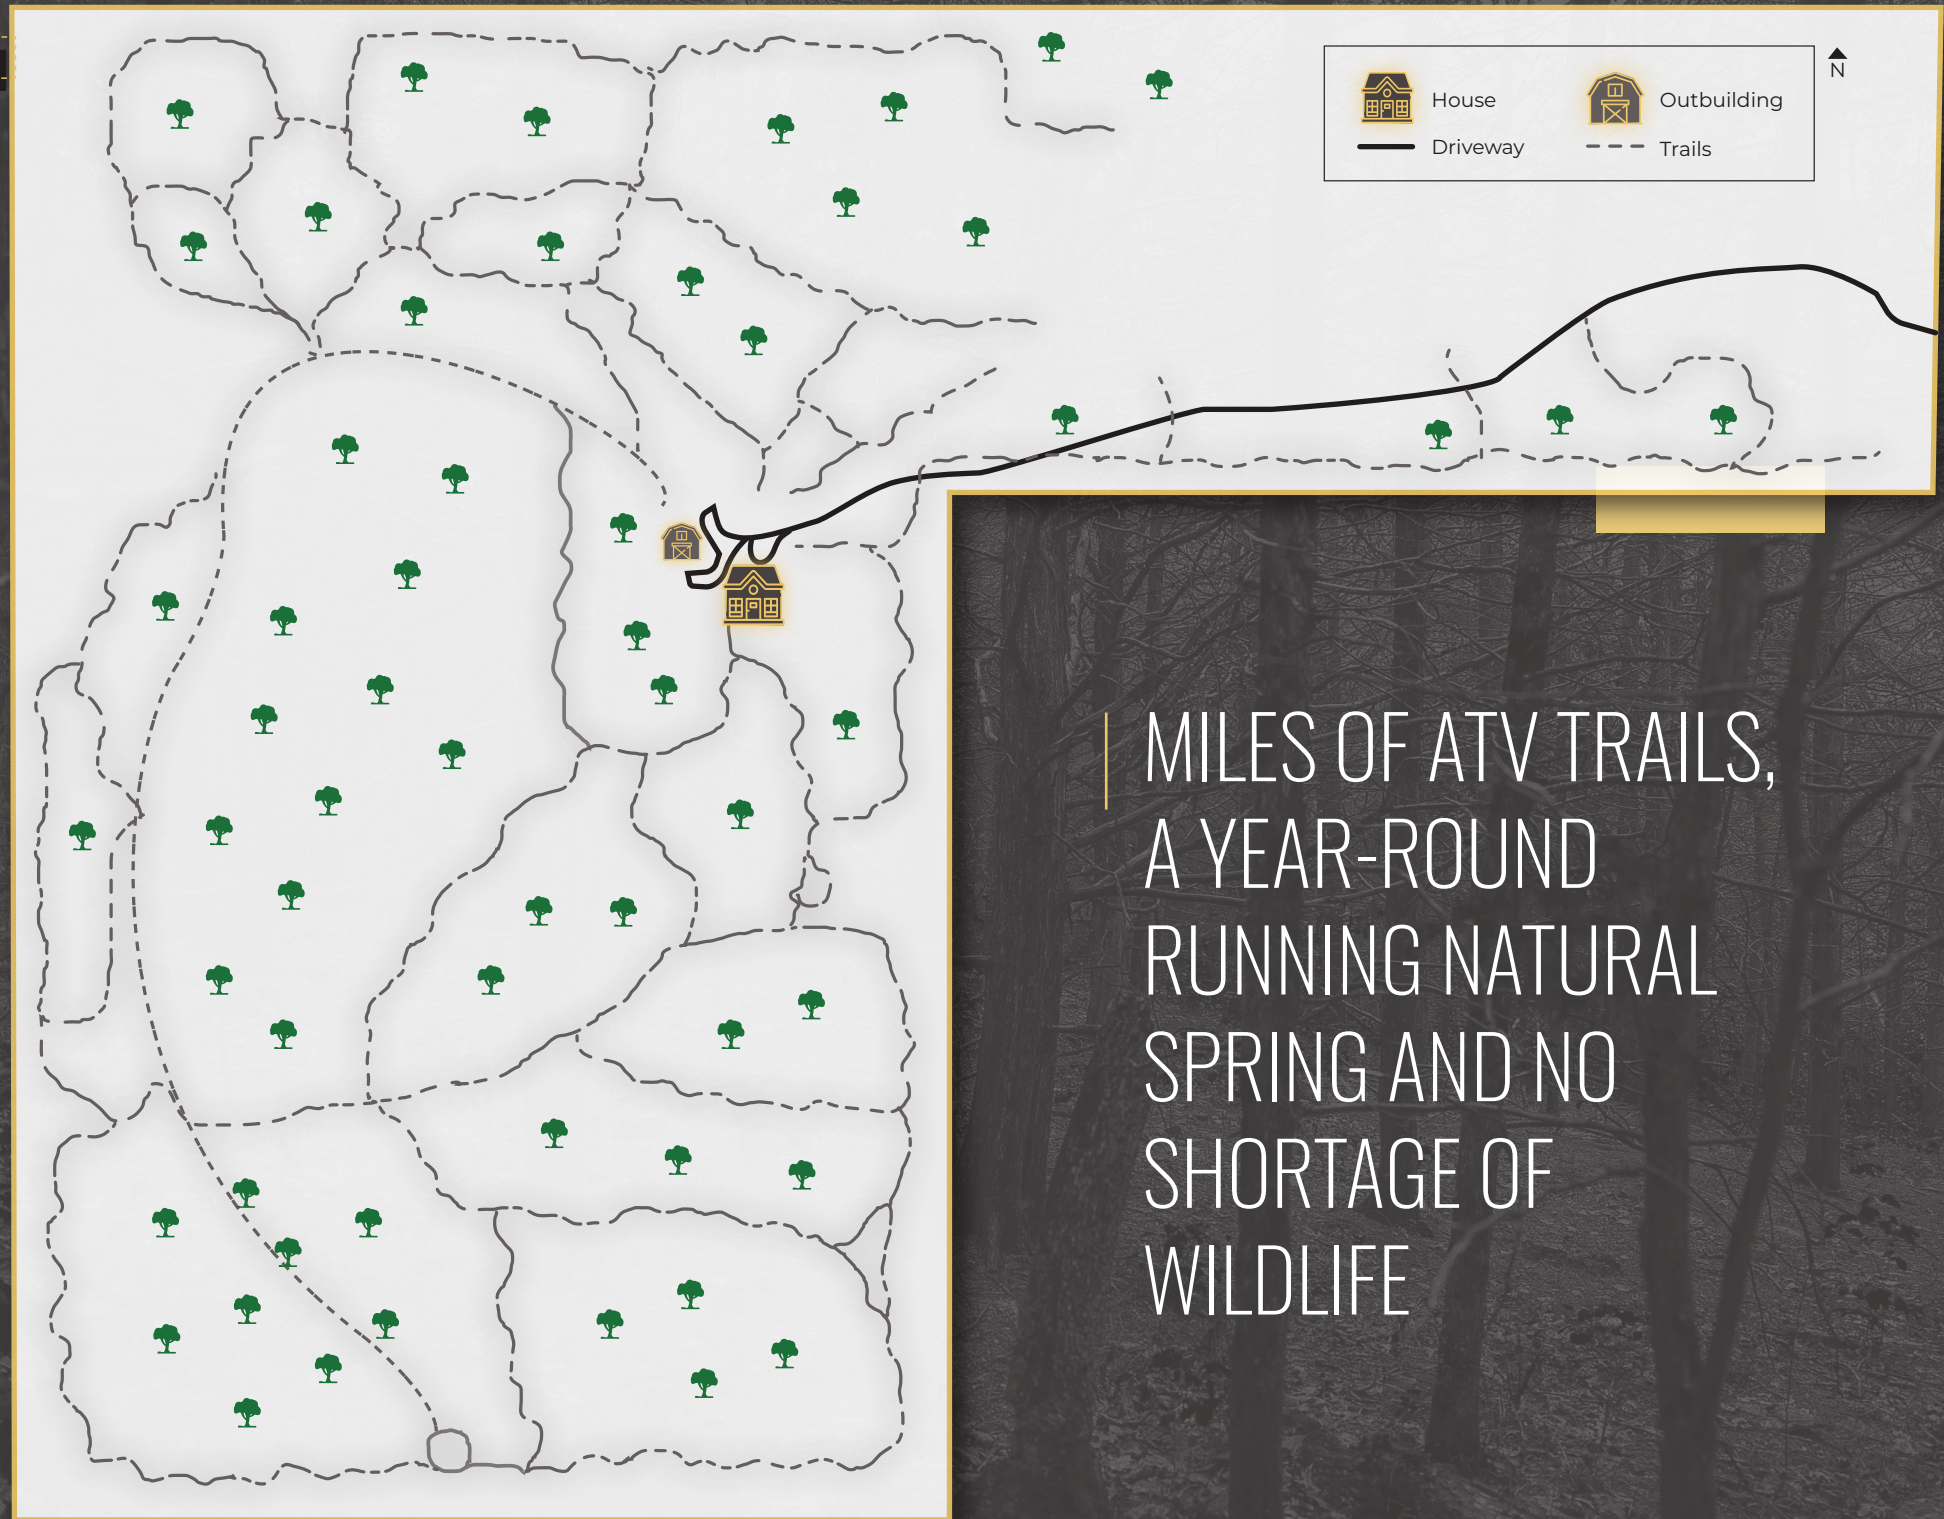 House
Outbuilding
Driveway
Trails
N
MILES OF ATV TRAILS,
A YEAR-ROUND
RUNNING NATURAL
SPRING AND NO
SHORTAGE OF
WILDLIFE